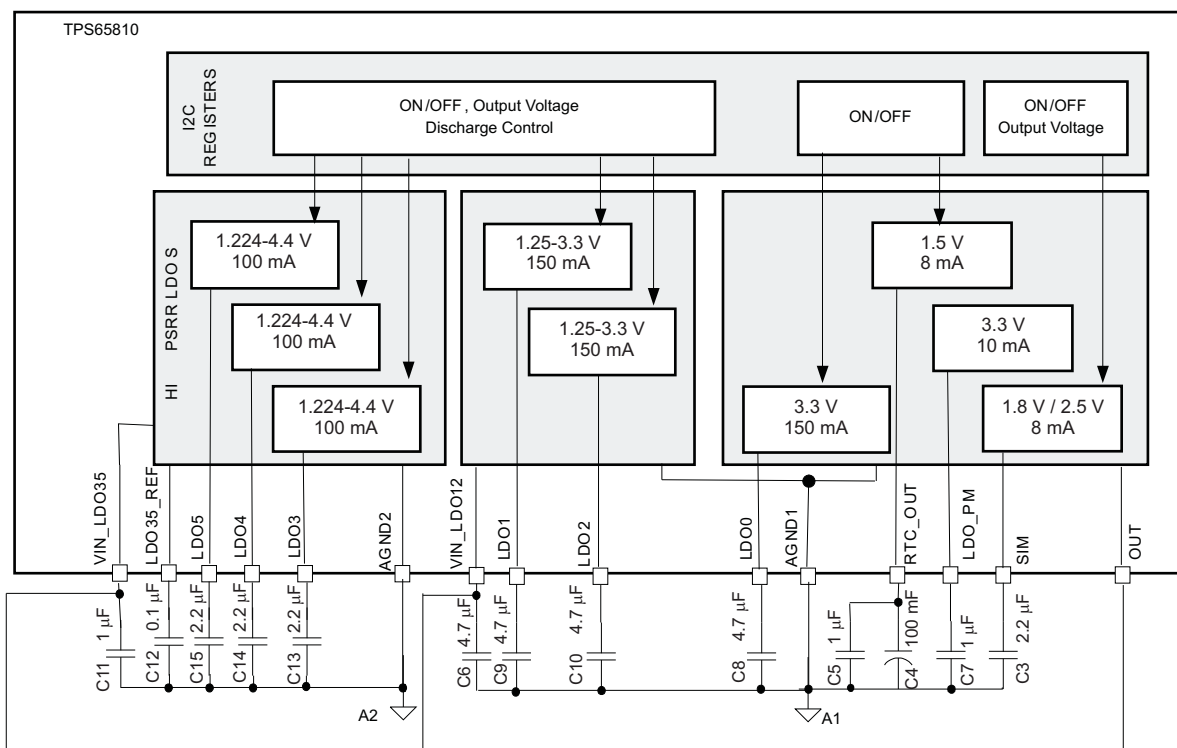 TPS65810
I2C
REGISTERS
ON/OFF , Output Voltage
Discharge Control
ON/OFF
ON/OFF
Output Voltage
HI PSRR LDO S
1.224-4.4 V
100 mA
1.224-4.4 V
100 mA
1.224-4.4 V
100 mA
1.25-3.3 V
150 mA
1.25-3.3 V
150 mA
1.5 V
8 mA
3.3 V
10 mA
3.3 V
150 mA
1.8 V / 2.5 V
8 mA
VIN_LDO35
LDO35_REF
LDO5
LDO4
LDO3
AGND2
VIN_LDO12
LDO1
LDO2
LDO0
AGND1
RTC_OUT
LDO_PM
SIM
OUT
C11 1 µF
C12 0.1 µF
C15 2.2 µF
C14 2.2 µF
C13 2.2 µF
C6 4.7 µF
C9 4.7 µF
C10 4.7 µF
C8 4.7 µF
C5 1 µF
C4 100 mF
C7 1 µF
C3 2.2 µF
A2
A1